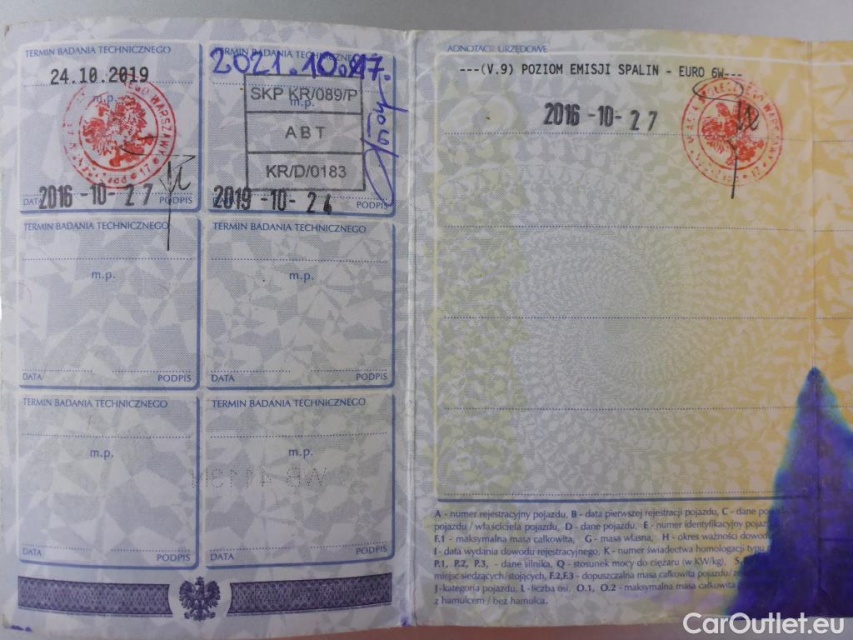 TERMIN BADANIA TECHNICZNEGO
24.10.2019
m.p.
2016-10-27
DATA PODPIS
TERMIN BADANIA TECHNICZNEGO
2021.10.27.
SKP KR/089/P
m.p.
ABT
KR/D/0183
2019-10-24
PODPIS
TERMIN BADANIA TECHNICZNEGO
m.p.
DATA PODPIS
TERMIN BADANIA TECHNICZNEGO
m.p.
DATA PODPIS
TERMIN BADANIA TECHNICZNEGO
m.p.
DATA PODPIS
TERMIN BADANIA TECHNICZNEGO
m.p.
DATA PODPIS
ADNOTACJE URZĘDOWE
---(V.9) POZIOM EMISJI SPALIN - EURO 6W---
2016-10-27
A - numer rejestracyjny pojazdu, B - data pierwszej rejestracji pojazdu, C - dane
pojazdu / właściciela pojazdu, D - dane pojazdu, E - numer identyfikacyjny
F.1 - maksymalna masa całkowita, G - masa własna, H - okres ważności
I - data wydania dowodu rejestracyjnego, K - numer świadectwa homologacji typu
P.1, P.2, P.3, - dane silnika, Q - stosunek mocy do ciężaru (w KW/kg), S.
miejsc siedzących/stojących, F.2, F.3 - dopuszczalna masa całkowita pojazdu/
J - kategoria pojazdu, L - liczba osi, O.1, O.2 - maksymalna masa całkowita
z hamulcem / bez hamulca.
CarOutlet.eu